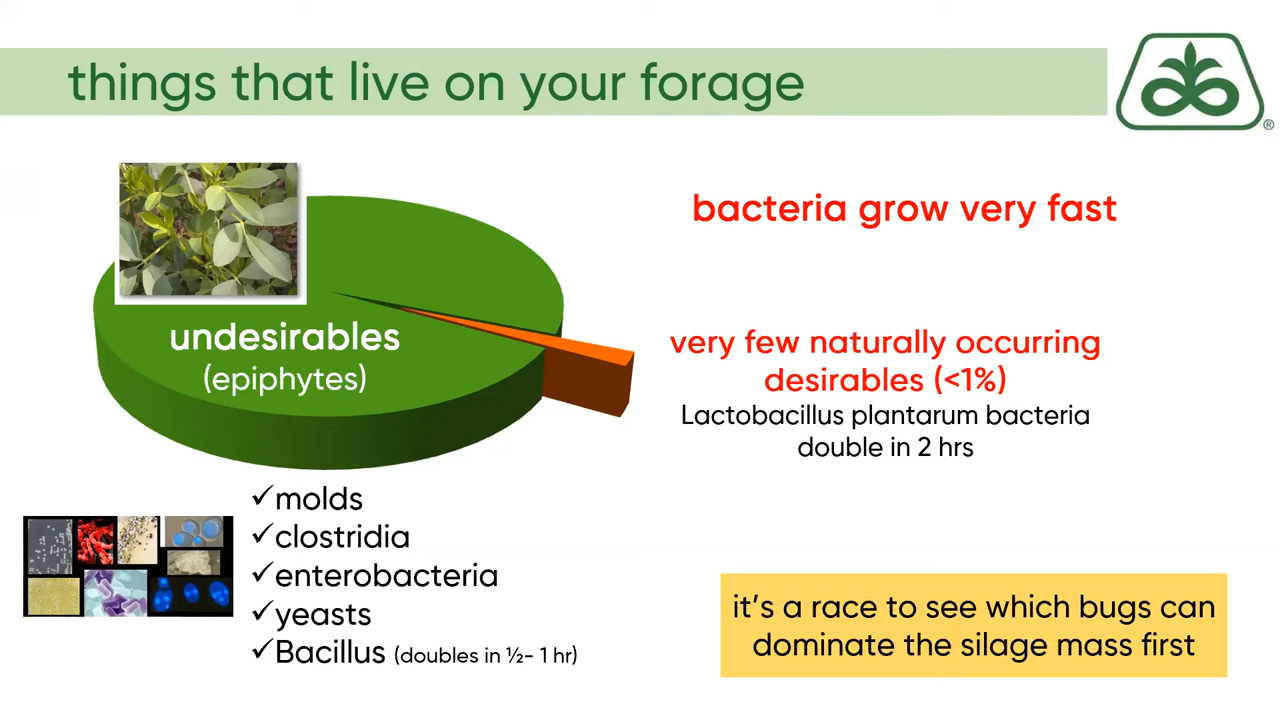 things that live on your forage
®
bacteria grow very fast
undesirables
(epiphytes)
very few naturally occurring
desirables (<1%)
Lactobacillus plantarum bacteria
double in 2 hrs
✓molds
✓clostridia
✓enterobacteria
✓yeasts
✓Bacillus (doubles in ½– 1 hr)
it’s a race to see which bugs can
dominate the silage mass first